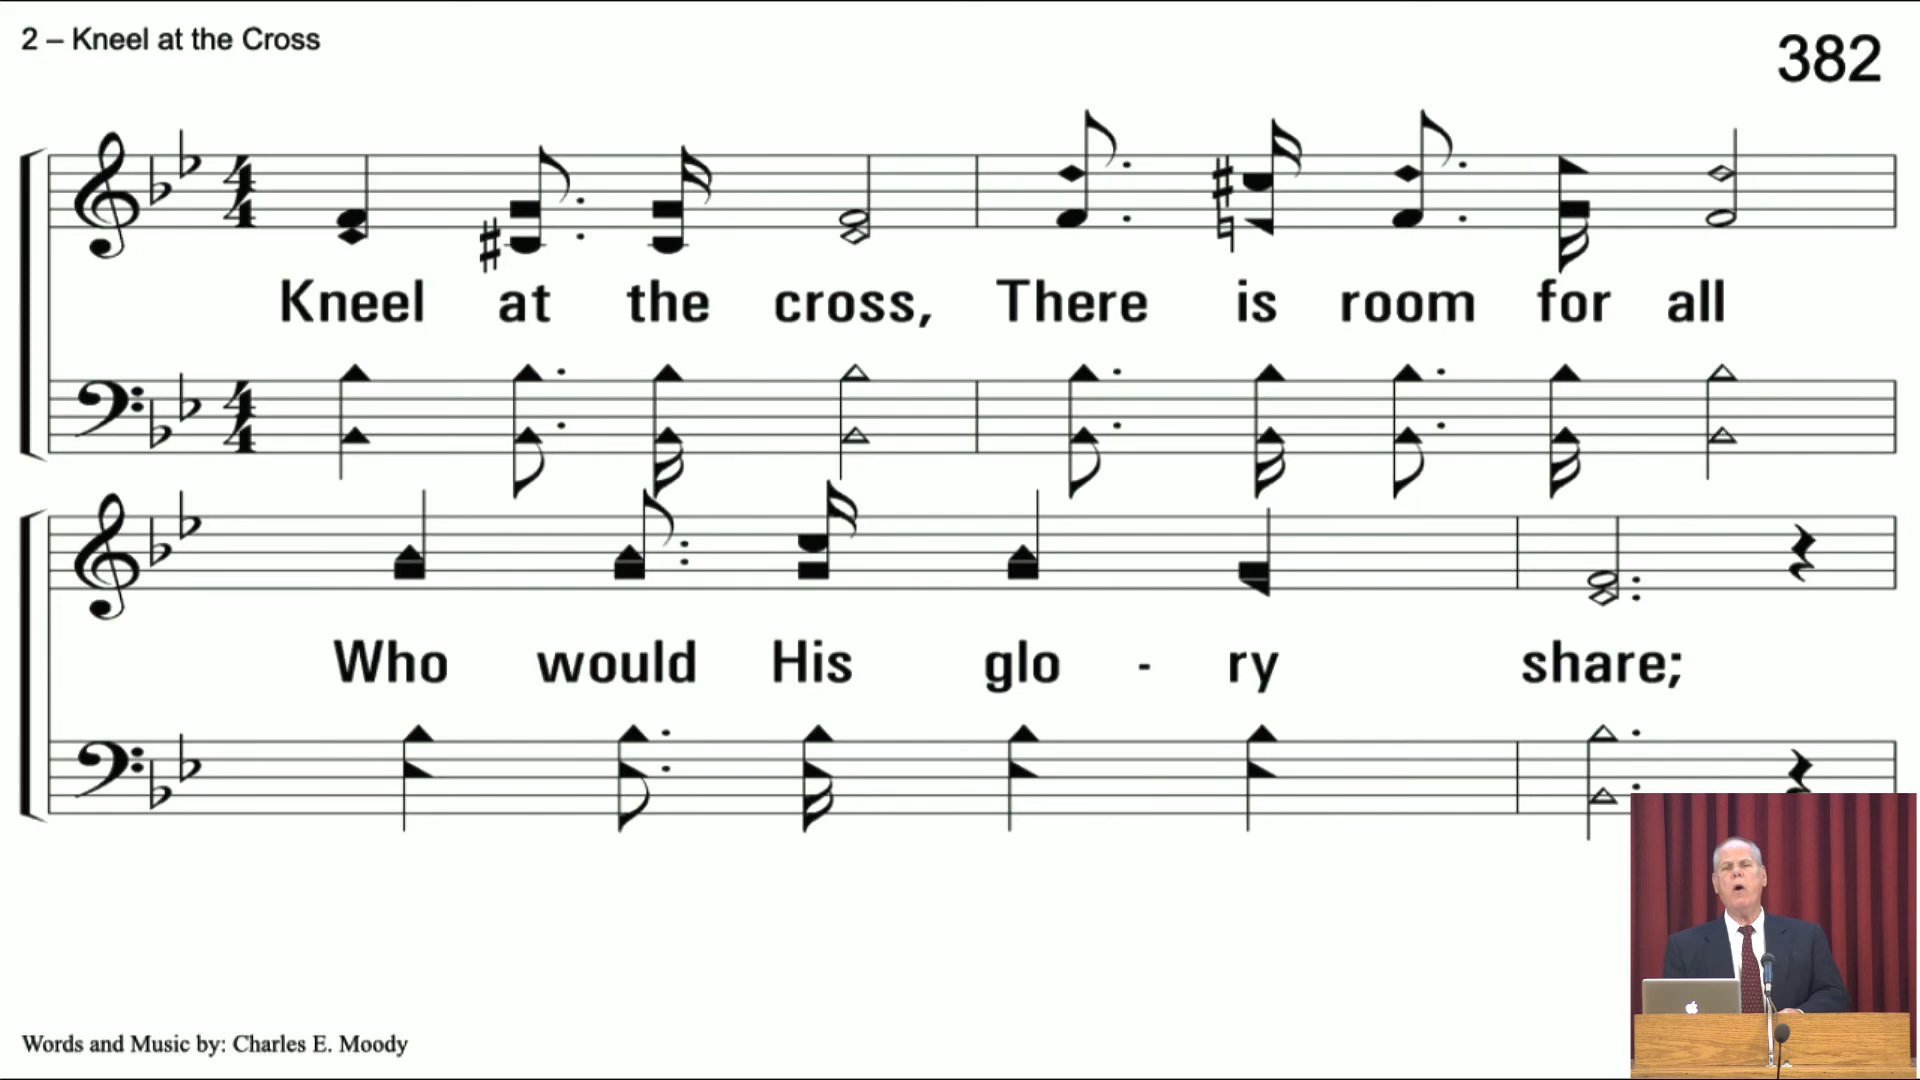 2 – Kneel at the Cross
382
Kneel at the cross, There is room for all
Who would His glo - ry share;
Words and Music by: Charles E. Moody